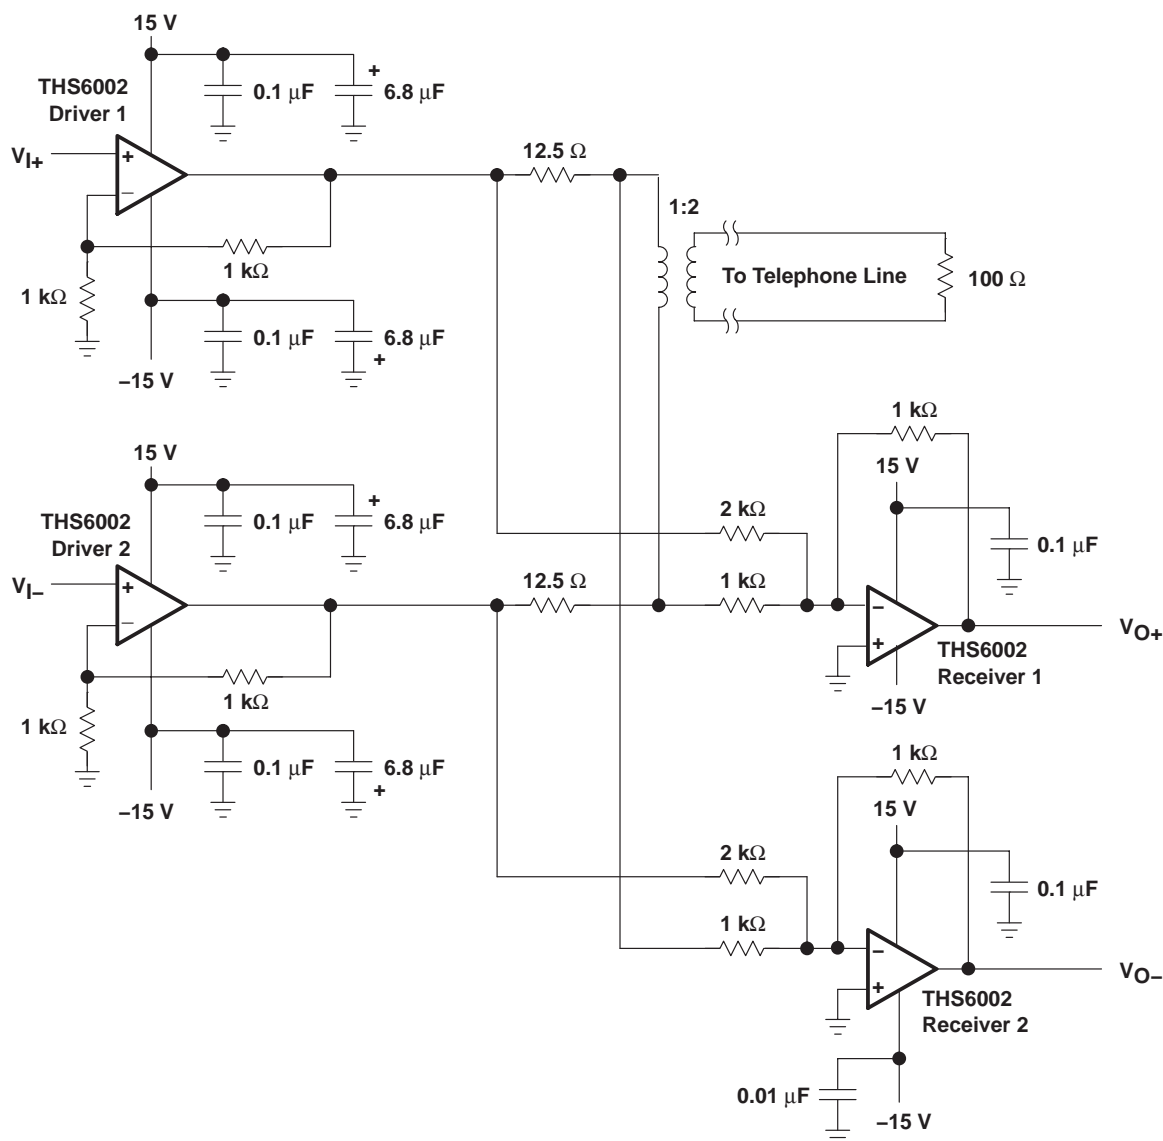 15 V
THS6002
Driver 1
0.1 μF
+
6.8 μF
VI+
+
−
12.5 Ω
1:2
1 kΩ
1 kΩ
To Telephone Line
100 Ω
0.1 μF
6.8 μF
+
–15 V
1 kΩ
15 V
15 V
THS6002
Driver 2
0.1 μF
+
6.8 μF
2 kΩ
0.1 μF
VI–
+
−
12.5 Ω
1 kΩ
−
+
VO+
THS6002
Receiver 1
1 kΩ
1 kΩ
–15 V
0.1 μF
6.8 μF
+
–15 V
1 kΩ
15 V
2 kΩ
0.1 μF
1 kΩ
−
+
VO–
THS6002
Receiver 2
0.01 μF
–15 V